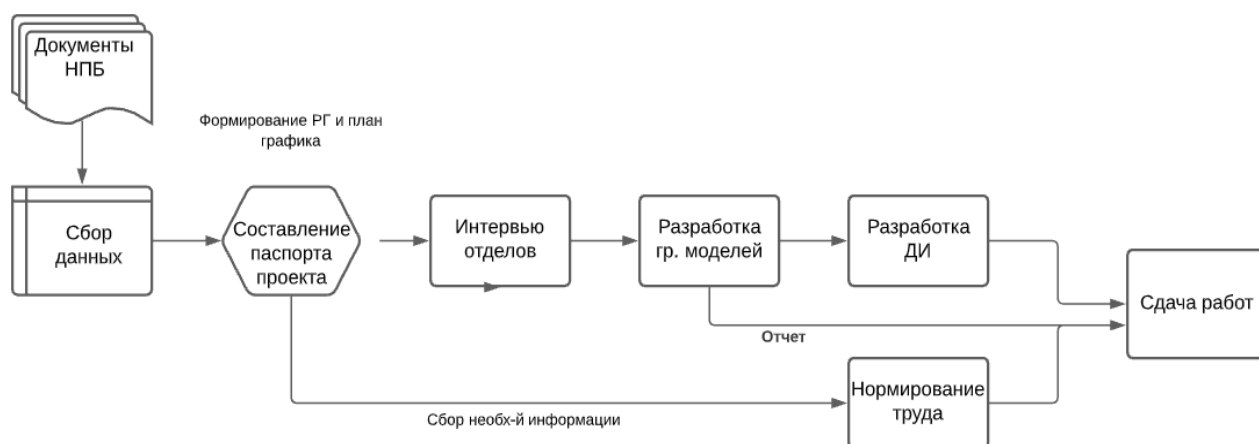 Документы
НПБ
Формирование РГ и план
графика
Сбор
данных
Составление
паспорта
проекта
Интервью
отделов
Разработка
гр. моделей
Разработка
ДИ
Сдача работ
Отчет
Нормирование
труда
Сбор необх-й информации